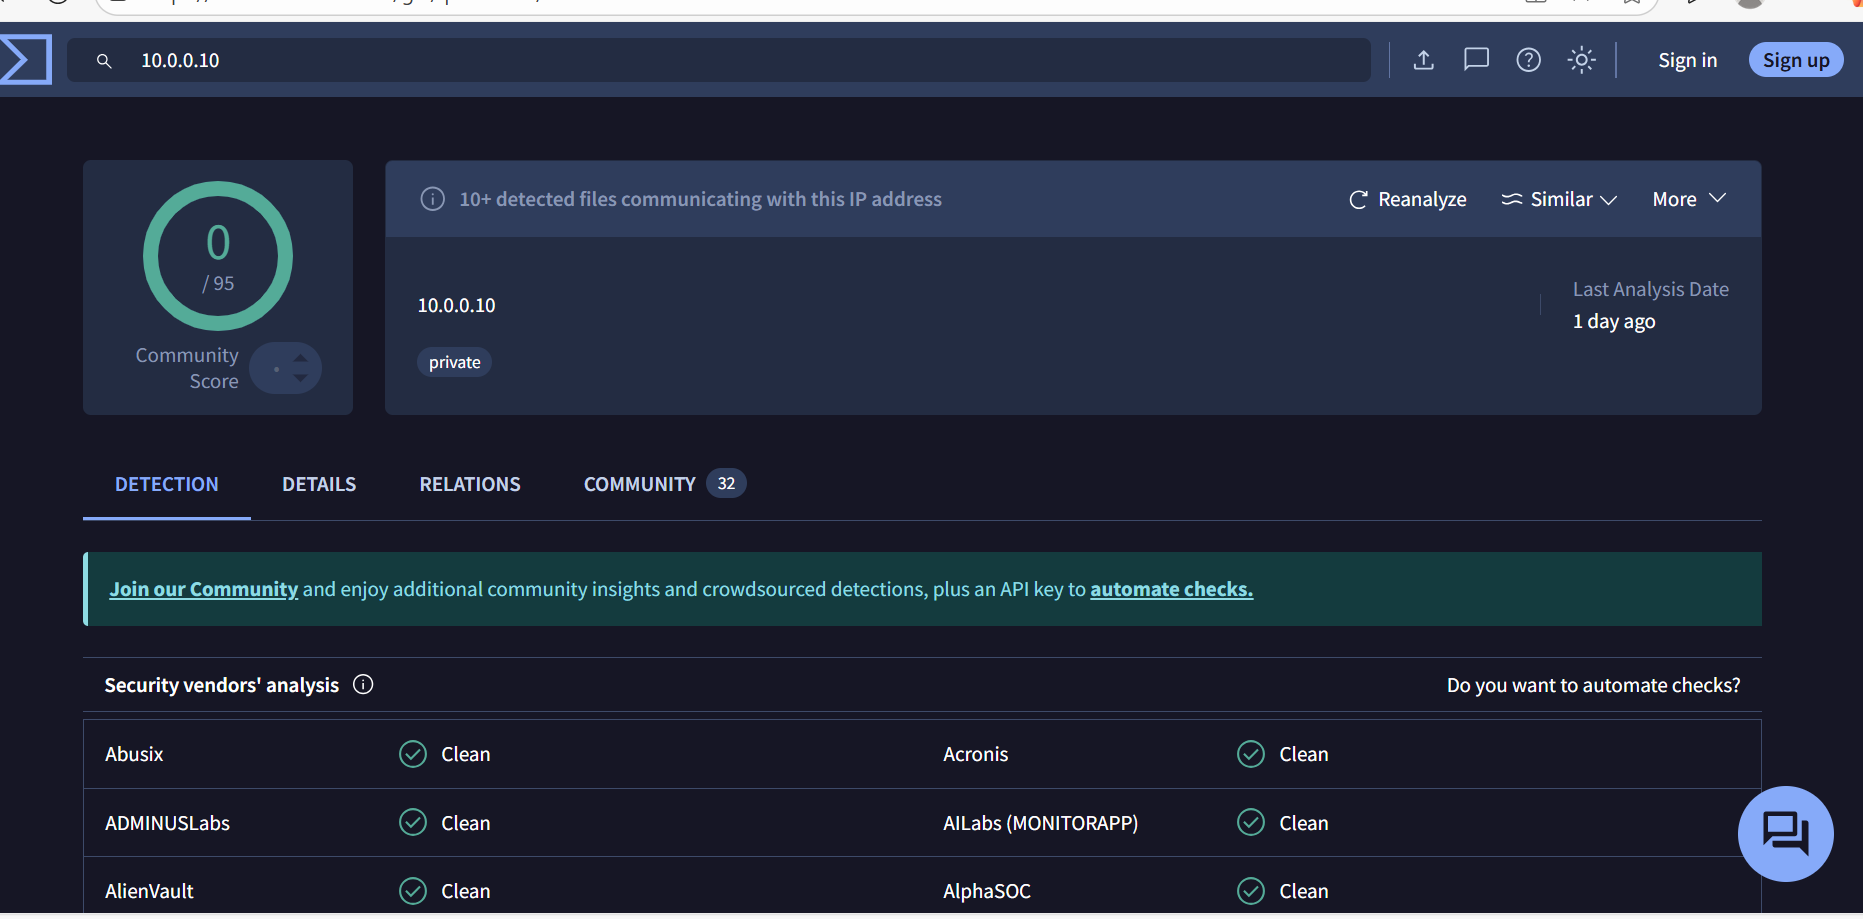 10.0.0.10
Sign in
Sign up
0
/ 95
Community
Score
10+ detected files communicating with this IP address
Reanalyze
Similar
More
10.0.0.10
private
Last Analysis Date
1 day ago
DETECTION
DETAILS
RELATIONS
COMMUNITY 32
Join our Community and enjoy additional community insights and crowdsourced detections, plus an API key to automate checks.
Security vendors' analysis
Do you want to automate checks?
Abusix Clean Acronis Clean
ADMINUSLabs Clean AILabs (MONITORAPP) Clean
AlienVault Clean AlphaSOC Clean